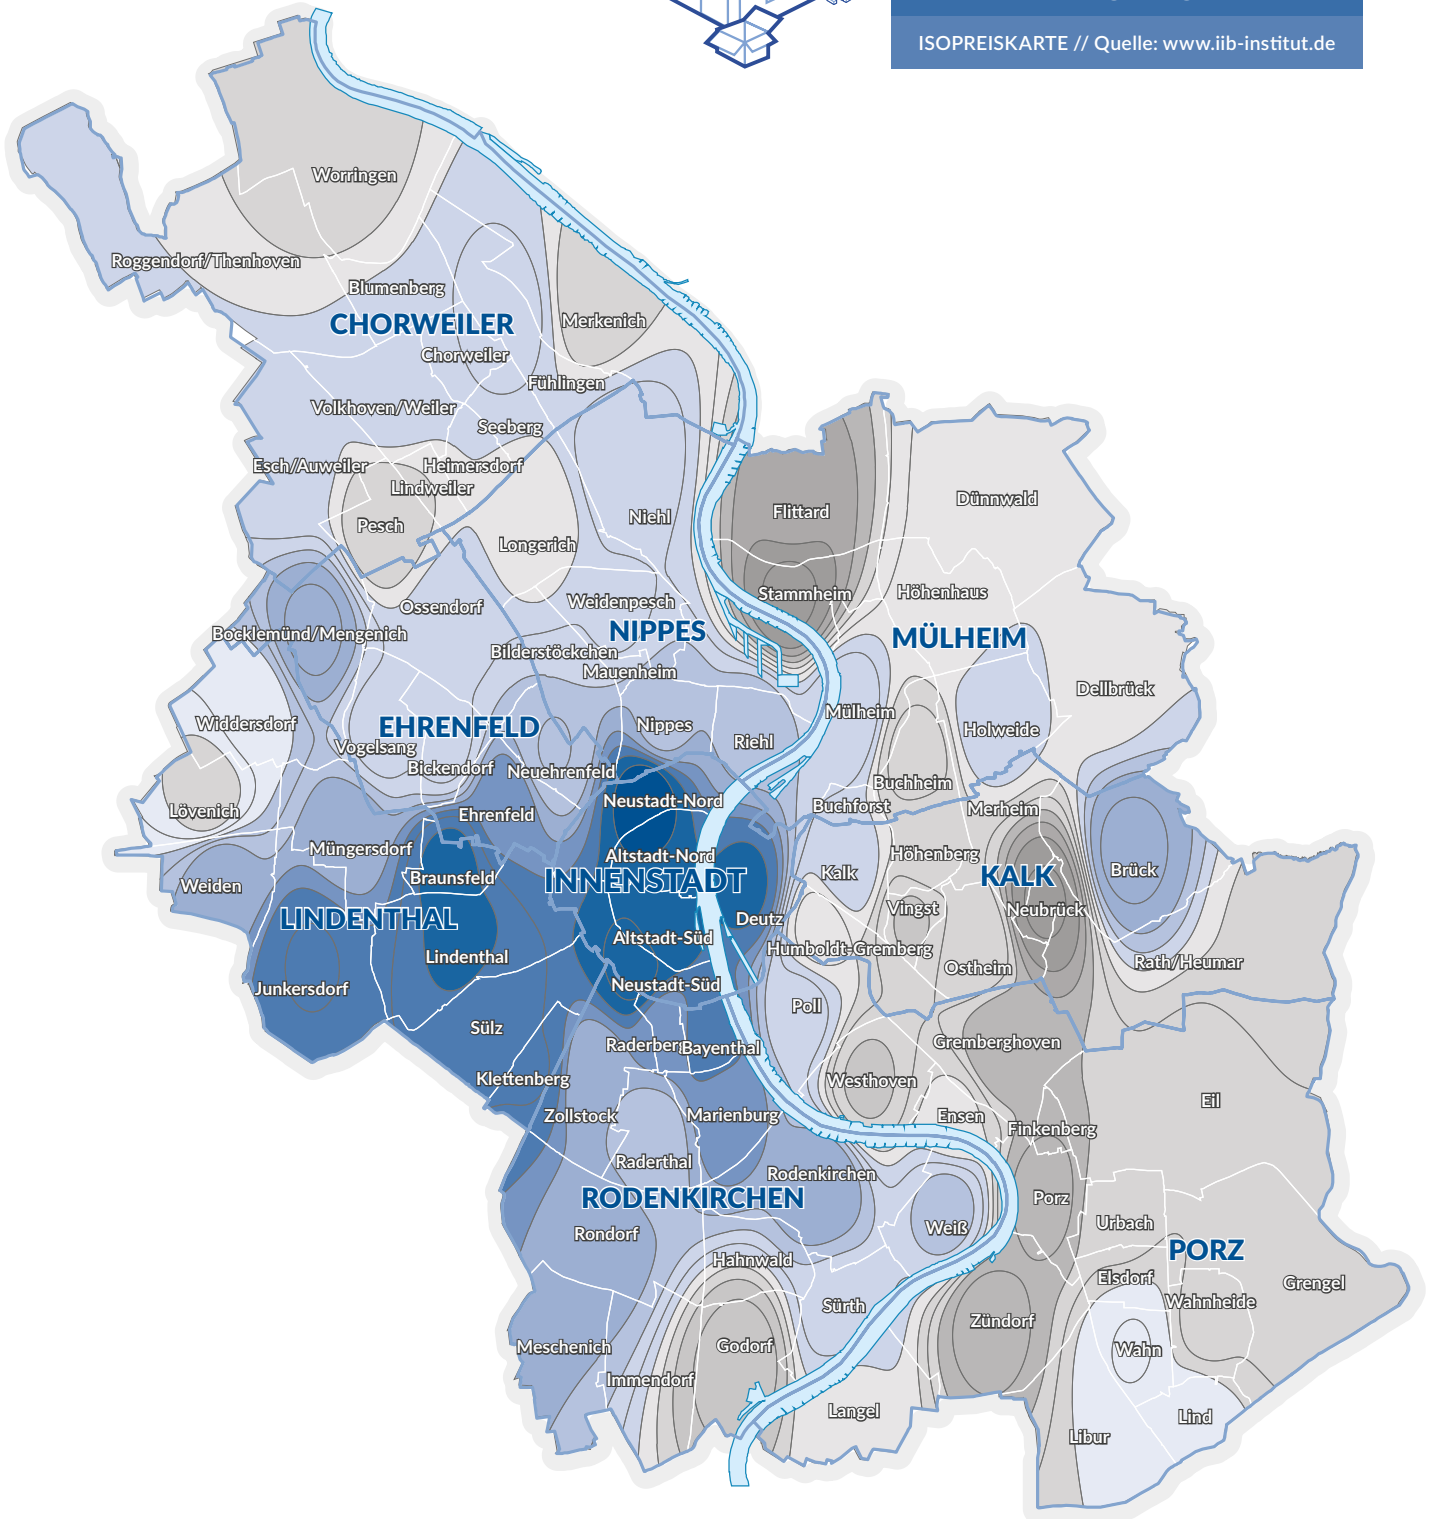 ISOPREISKARTE // Quelle: www.iib-institut.de
Worringen
Roggendorf/Thenhoven
Blumenberg
CHORWEILER
Merkenich
Chorweiler
Fühlingen
Volkhoven/Weiler
Seeberg
Esch/Auweiler
Heimersdorf
Lindweiler
Pesch
Longerich
Niehl
Flittard
Dünnwald
Stammheim
Höhenhaus
Ossendorf
Weidenpesch
Bocklemünd/Mengenich
NIPPES
MÜLHEIM
Bilderstöckchen
Mauenheim
Dellbrück
Widdersdorf
EHRENFELD
Nippes
Mülheim
Holweide
Vogelsang
Riehl
Bickendorf
Neuehrenfeld
Buchheim
Lövenich
Neustadt-Nord
Buchforst
Merheim
Ehrenfeld
Müngersdorf
Altstadt-Nord
Höhenberg
Braunsfeld
INNENSTADT
Kalk
KALK
Brück
Weiden
LINDENTHAL
Deutz
Vingst
Neubrück
Altstadt-Süd
Humboldt-Gremberg
Lindenthal
Ostheim
Rath/Heumar
Junkersdorf
Neustadt-Süd
Poll
Sülz
Raderberg
Bayenthal
Gremberghoven
Klettenberg
Westhoven
Eil
Zollstock
Marienburg
Ensen
Finkenberg
Raderthal
Rodenkirchen
RODENKIRCHEN
Porz
Rondorf
Weiß
Urbach
PORZ
Hahnwald
Elsdorf
Grengel
Sürth
Wahnheide
Zündorf
Meschenich
Godorf
Wahn
Immendorf
Langel
Lind
Libur